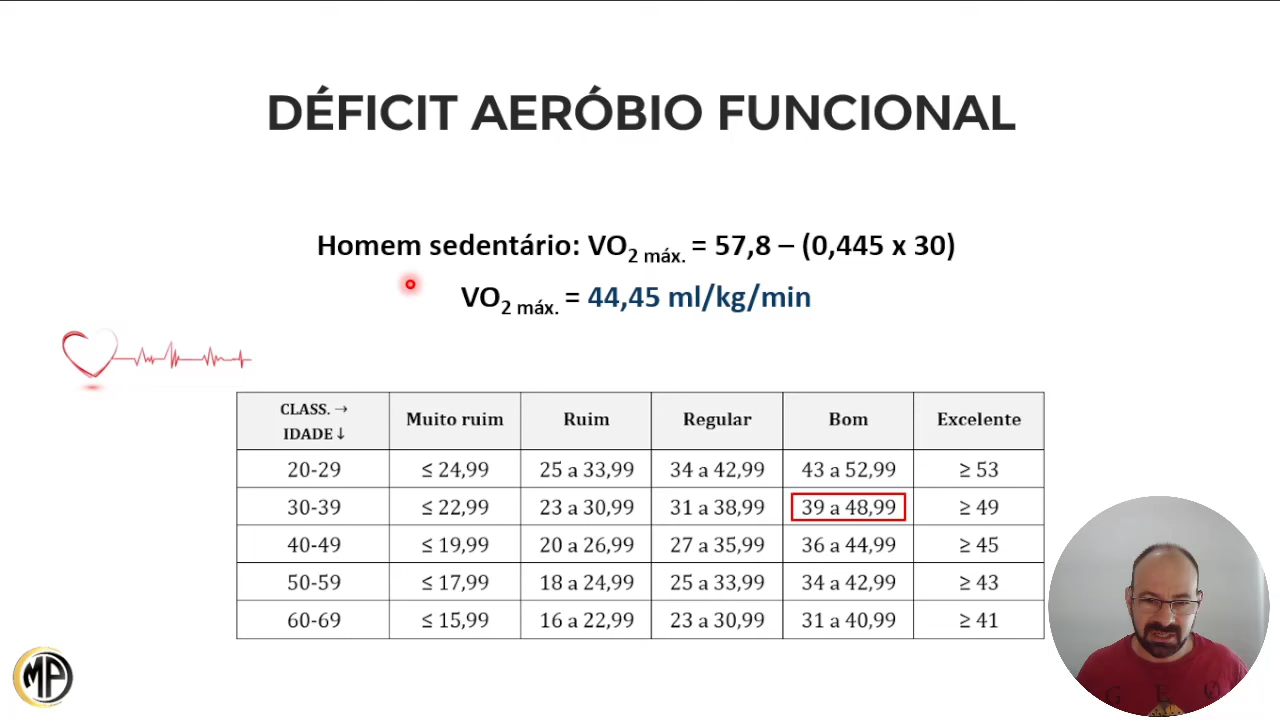 DÉFICIT AERÓBIO FUNCIONAL
Homem sedentário: VO2 máx. = 57,8 – (0,445 x 30)
VO2 máx. = 44,45 ml/kg/min
CLASS. → IDADE ↓ Muito ruim Ruim Regular Bom Excelente
20-29 ≤ 24,99 25 a 33,99 34 a 42,99 43 a 52,99 ≥ 53
30-39 ≤ 22,99 23 a 30,99 31 a 38,99 39 a 48,99 ≥ 49
40-49 ≤ 19,99 20 a 26,99 27 a 35,99 36 a 44,99 ≥ 45
50-59 ≤ 17,99 18 a 24,99 25 a 33,99 34 a 42,99 ≥ 43
60-69 ≤ 15,99 16 a 22,99 23 a 30,99 31 a 40,99 ≥ 41
MP